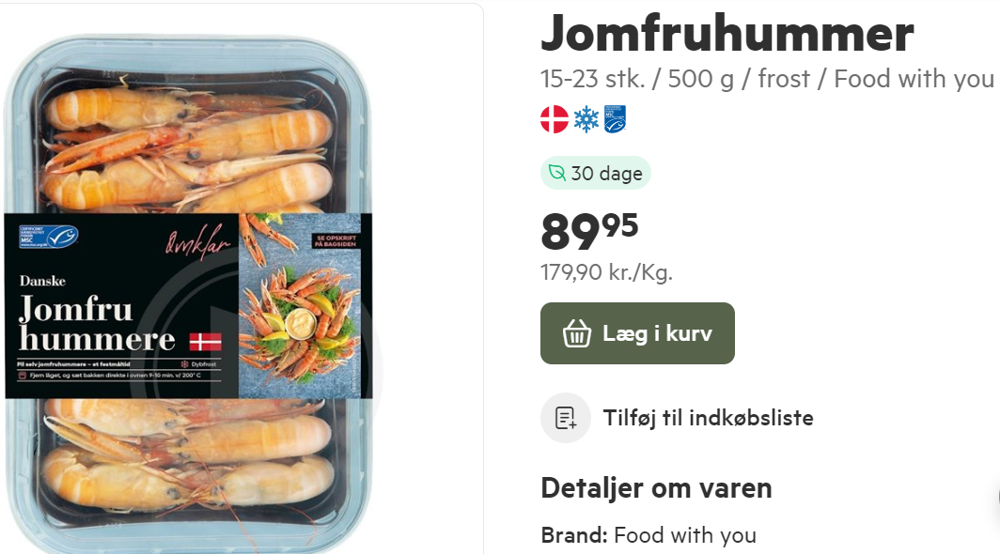 Jomfruhummer
15-23 stk. / 500 g / frost / Food with you
30 dage
89⁹⁵
179,90 kr./Kg.
Læg i kurv
Tilføj til indkøbsliste
Detaljer om varen
Brand: Food with you
MSC
Ovnklar
SE OPSKRIFT
PÅ BAGSIDEN
Danske
Jomfru
hummere
Pil selv jomfruhummere – et festmåltid
Dybfrost
Fjern låget, og sæt bakken direkte i ovnen 9-10 min. v/ 200° C